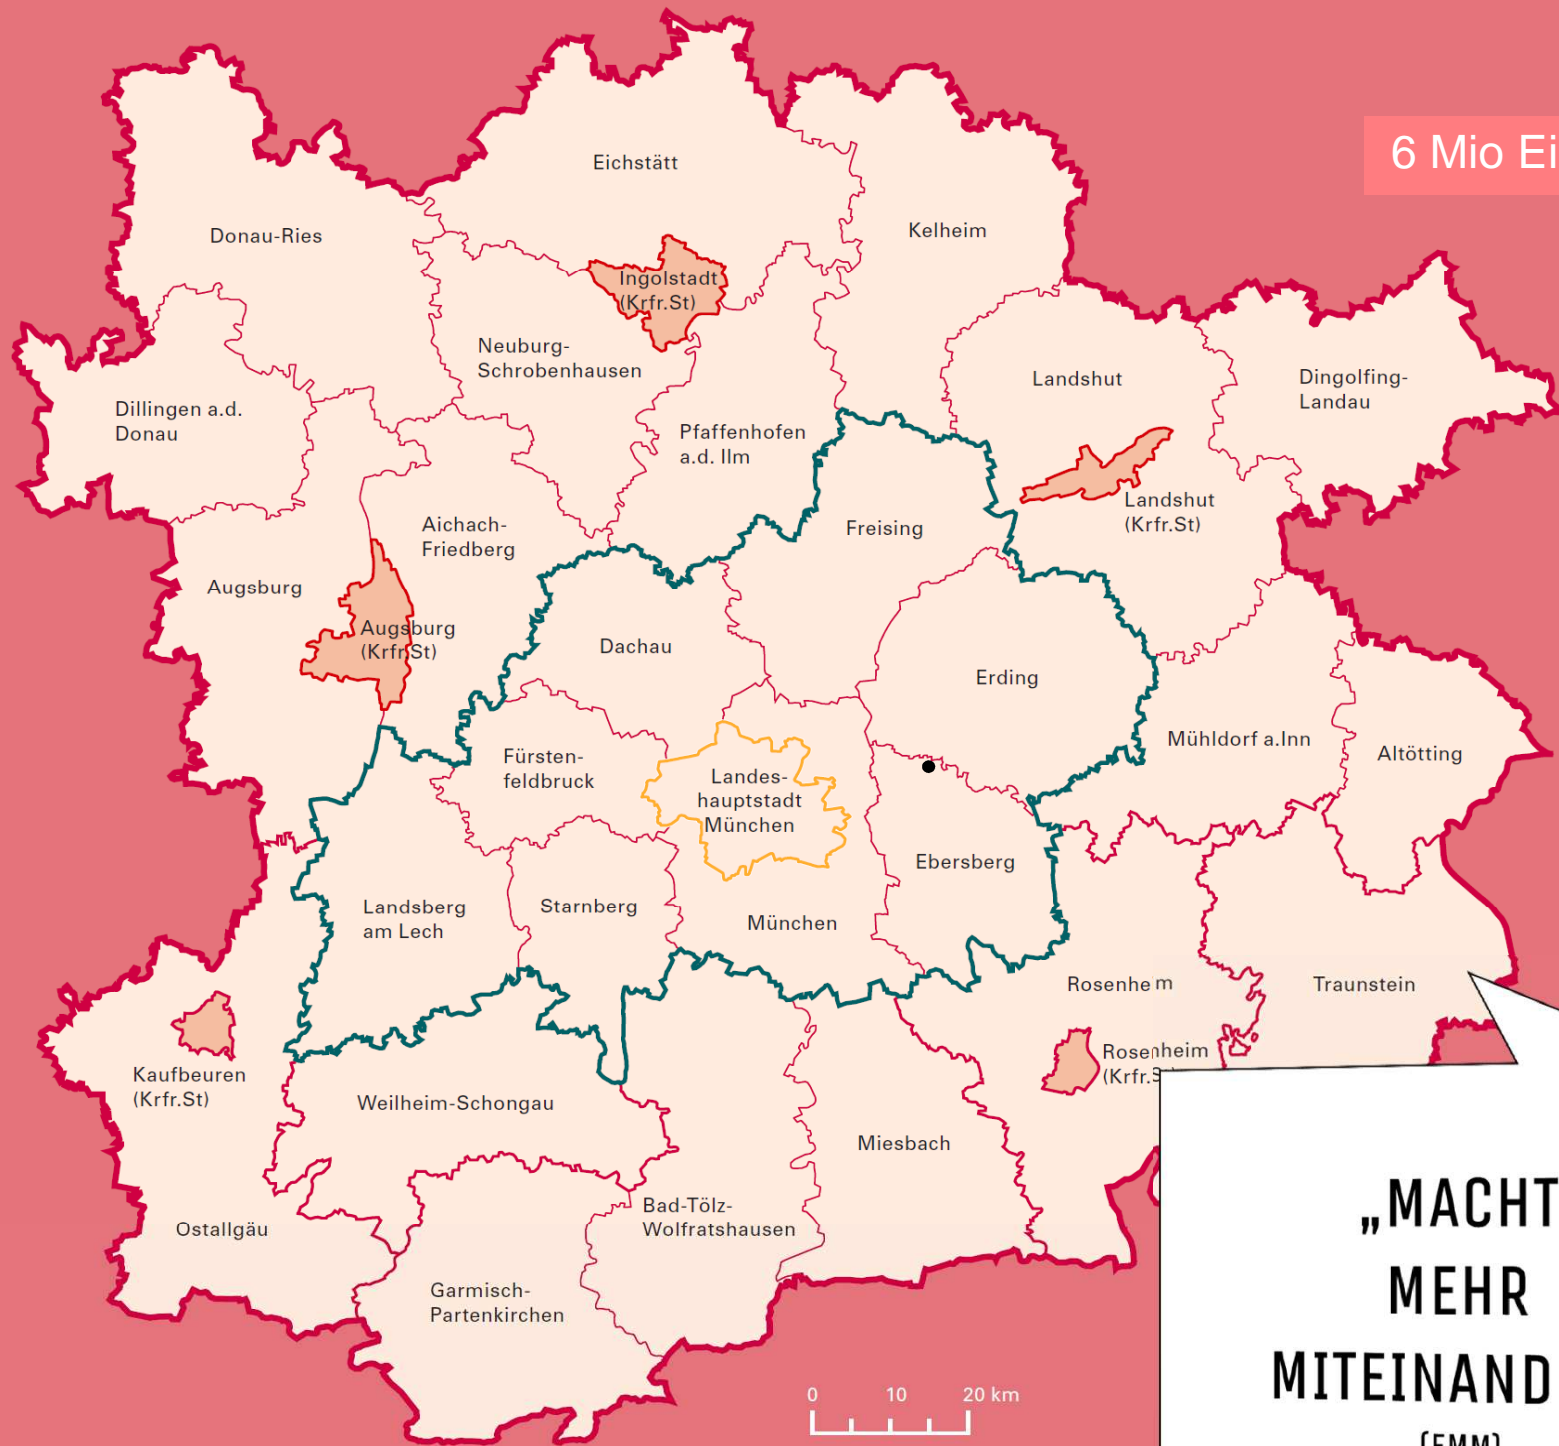 6 Mio Ei
Eichstätt
Donau-Ries
Kelheim
Ingolstadt
(Krfr.St)
Neuburg-
Schrobenhausen
Landshut
Dingolfing-
Landau
Dillingen a.d.
Donau
Pfaffenhofen
a.d. Ilm
Landshut
(Krfr.St)
Aichach-
Friedberg
Freising
Augsburg
Augsburg
(Krfr.St)
Dachau
Erding
Mühldorf a.Inn
Altötting
Fürsten-
feldbruck
Landes-
hauptstadt
München
Ebersberg
Landsberg
am Lech
Starnberg
München
Rosenheim
Traunstein
Kaufbeuren
(Krfr.St)
Rosenheim
(Krfr.S
Weilheim-Schongau
Miesbach
Bad-Tölz-
Wolfratshausen
Ostallgäu
Garmisch-
Partenkirchen
0 10 20 km
„MACHT
MEHR
MITEINAND
(EMM)